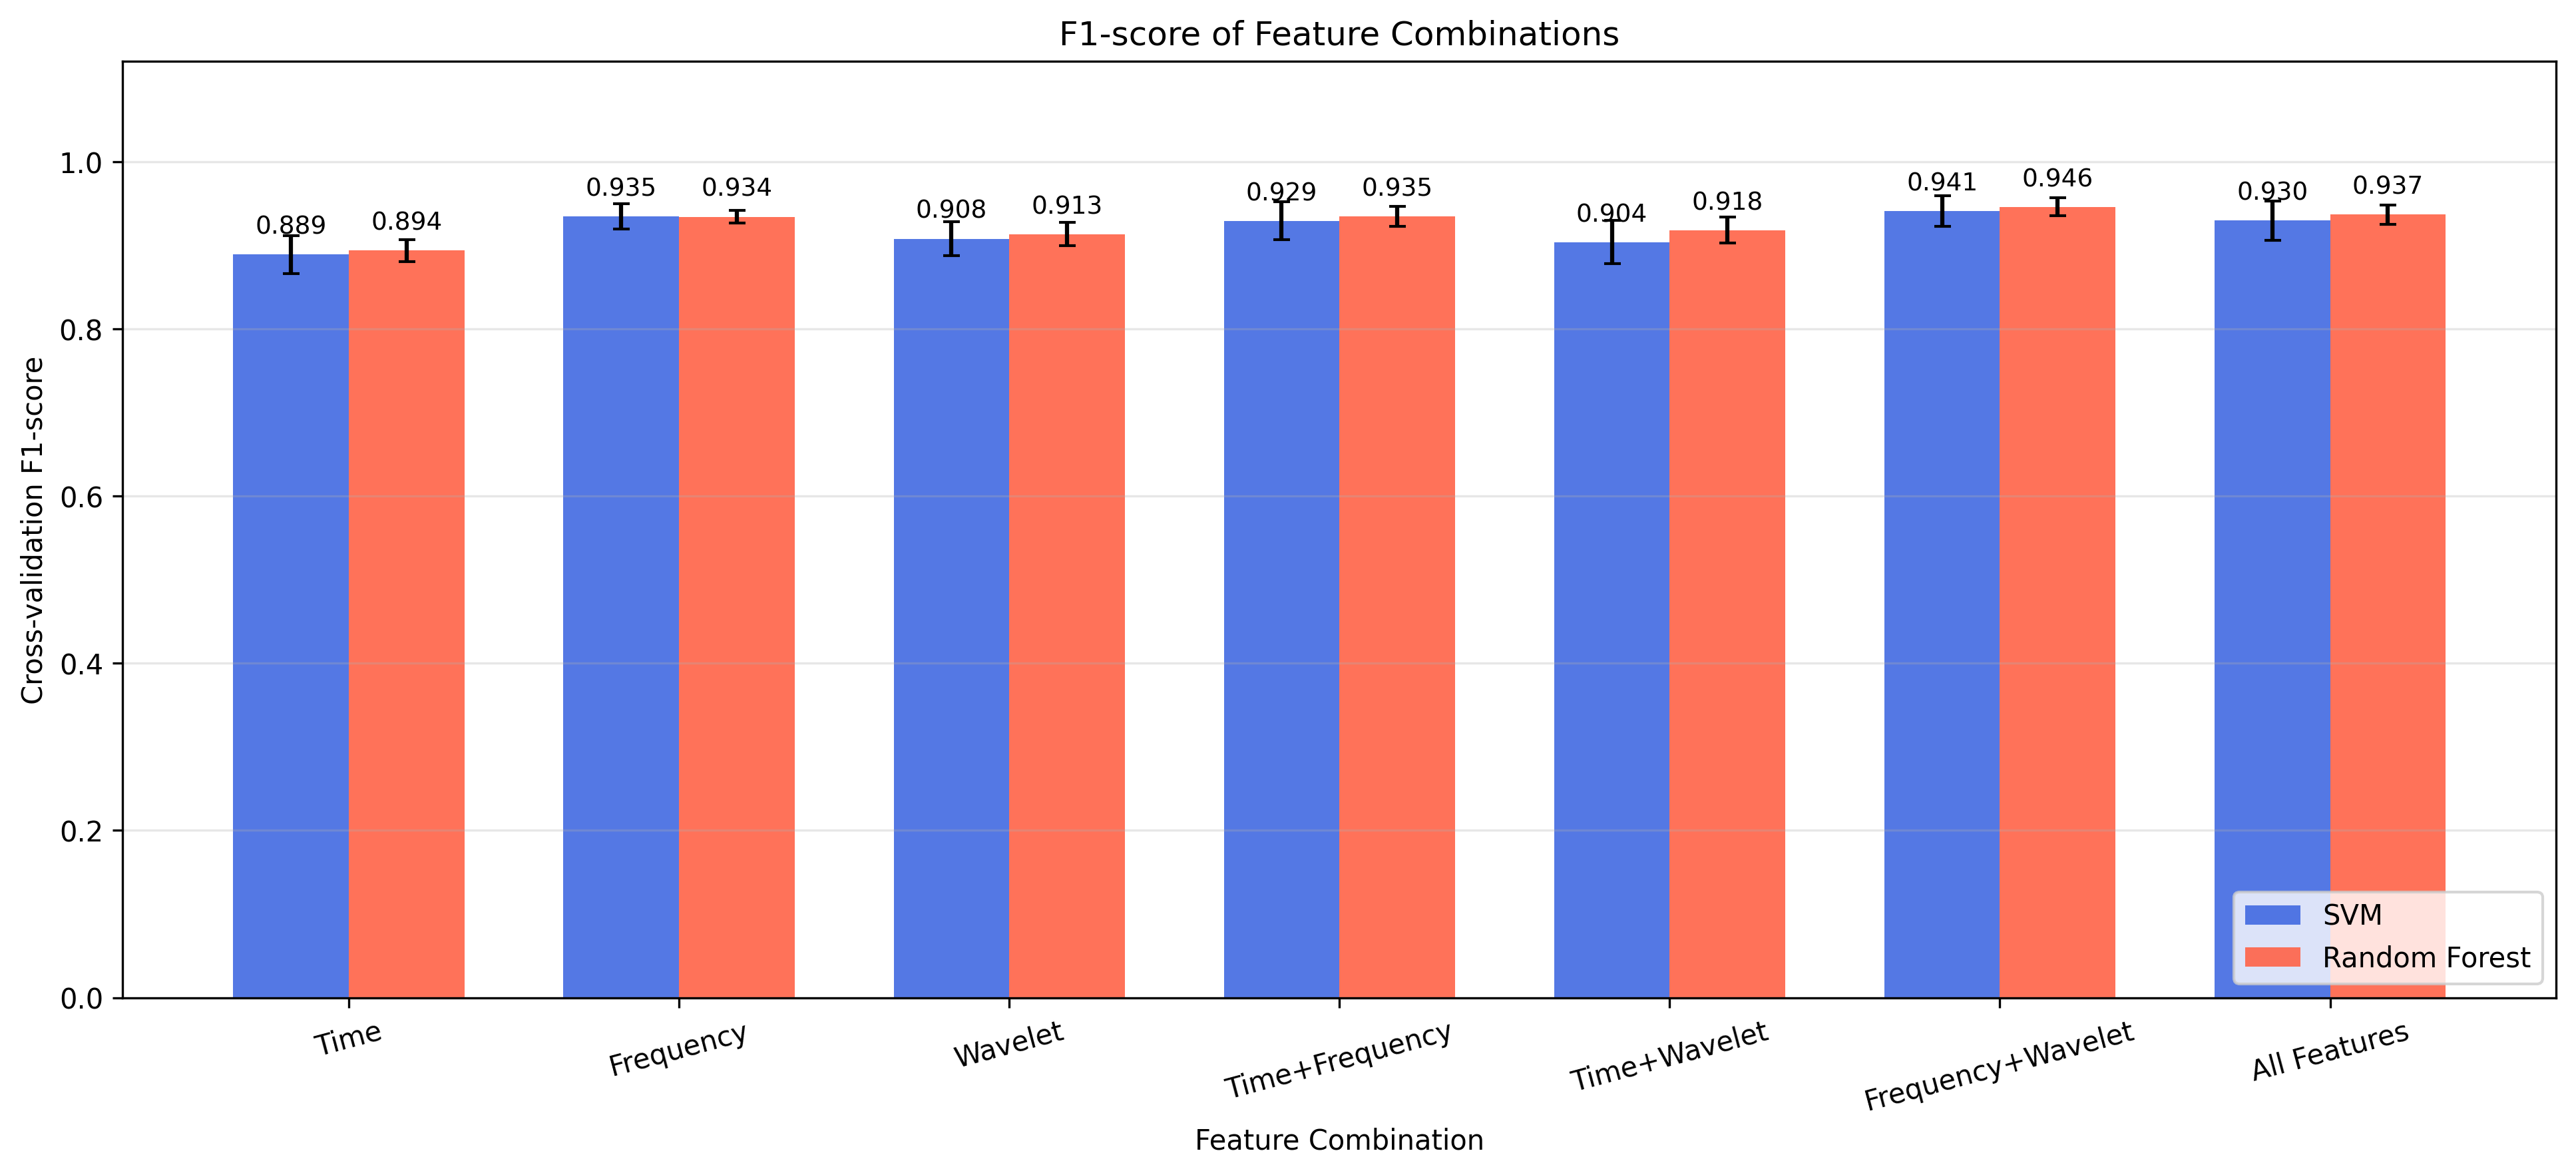 F1-score of Feature Combinations
Cross-validation F1-score
1.0
0.8
0.6
0.4
0.2
0.0
0.889
0.894
0.935
0.934
0.908
0.913
0.929
0.935
0.904
0.918
0.941
0.946
0.930
0.937
SVM
Random Forest
Time
Frequency
Wavelet
Time+Frequency
Time+Wavelet
Frequency+Wavelet
All Features
Feature Combination